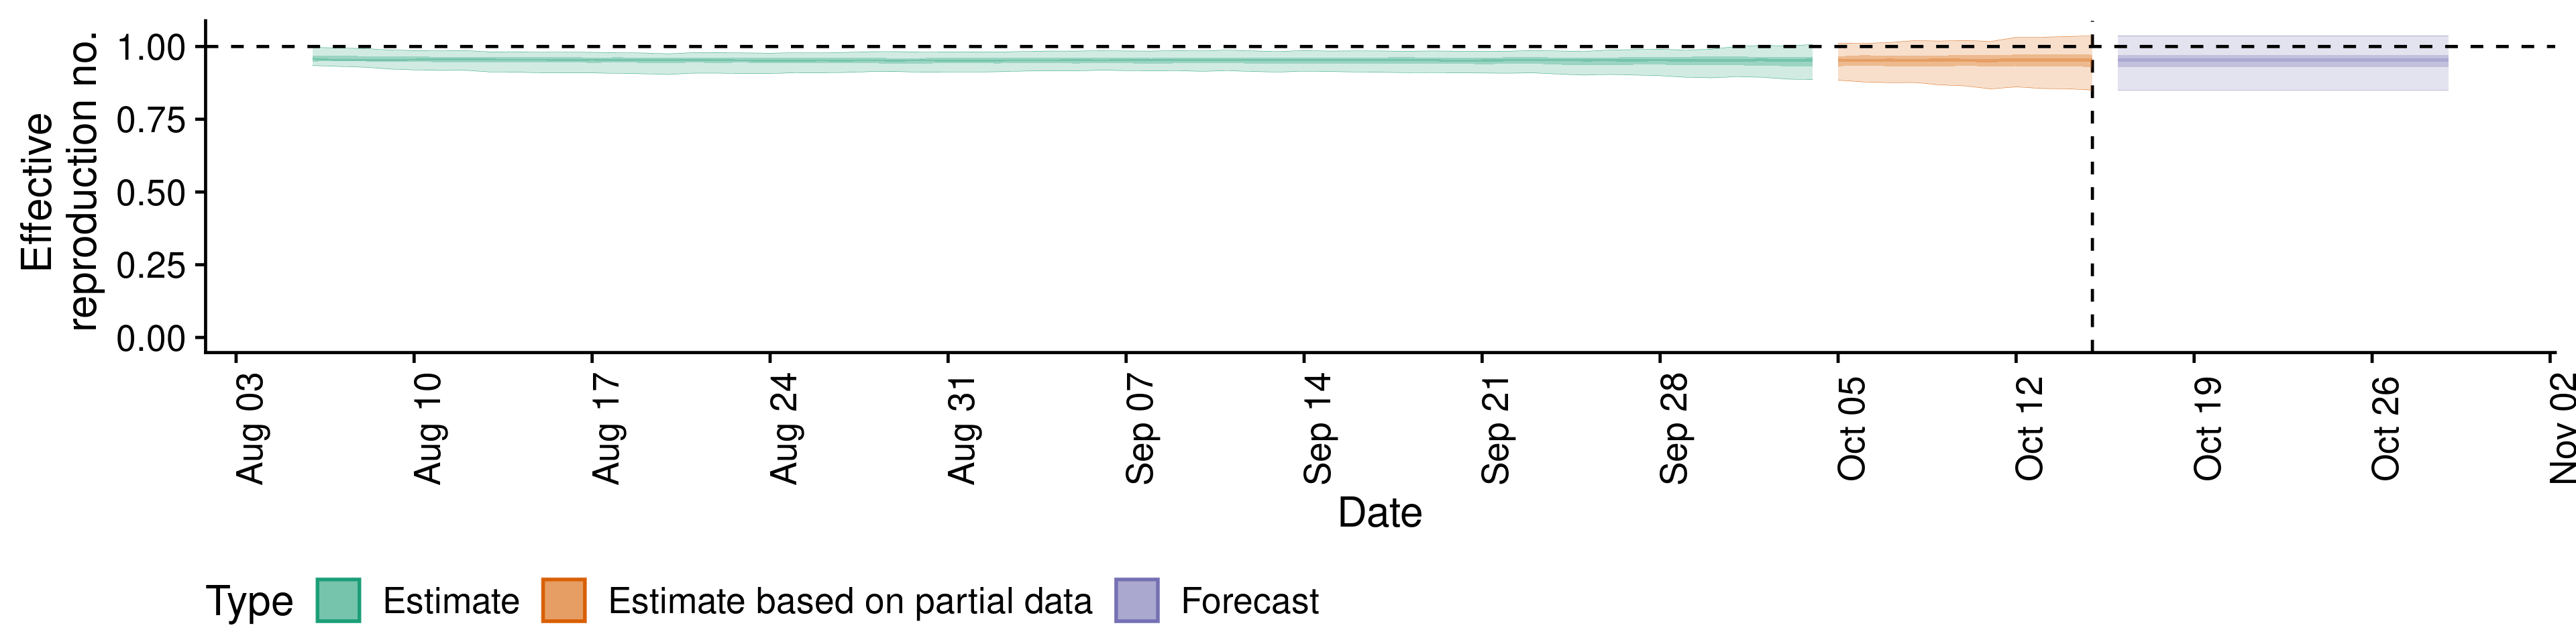 Effective
reproduction no.
1.00
0.75
0.50
0.25
0.00
Aug 03
Aug 10
Aug 17
Aug 24
Aug 31
Sep 07
Sep 14
Sep 21
Sep 28
Oct 05
Oct 12
Oct 19
Oct 26
Nov 02
Date
Type Estimate Estimate based on partial data Forecast